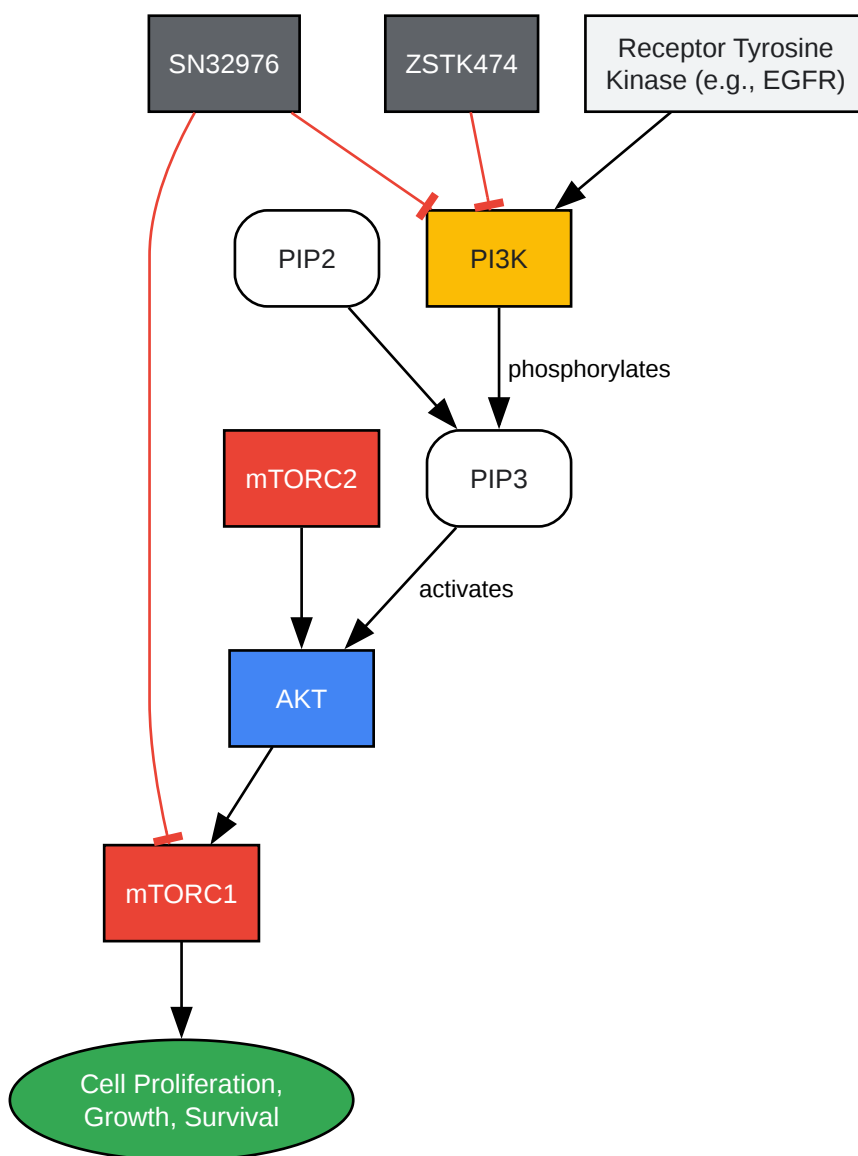 SN32976
ZSTK474
Receptor Tyrosine
Kinase (e.g., EGFR)
PIP2
PI3K
phosphorylates
mTORC2
PIP3
activates
AKT
mTORC1
Cell Proliferation,
Growth, Survival